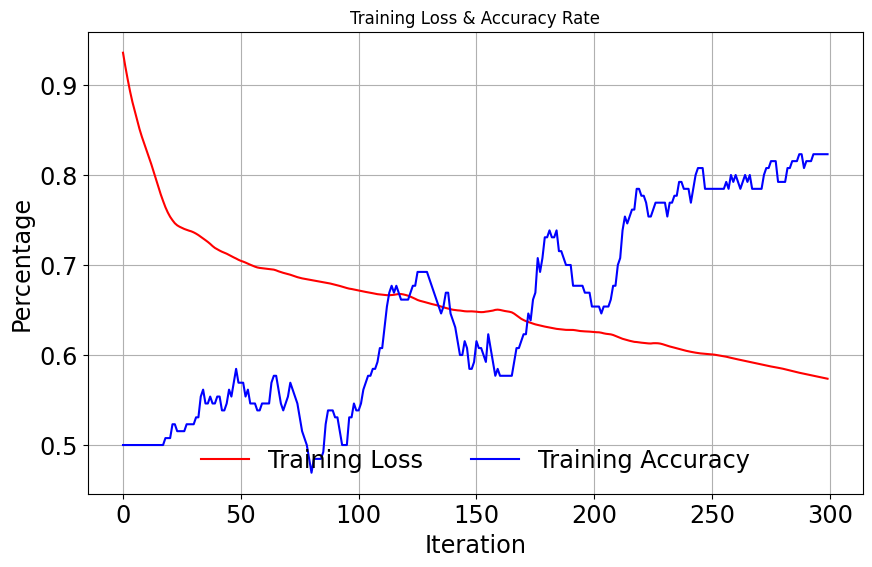 Training Loss & Accuracy Rate
Percentage
0.9
0.8
0.7
0.6
0.5
Training Loss Training Accuracy
0 50 100 150 200 250 300
Iteration